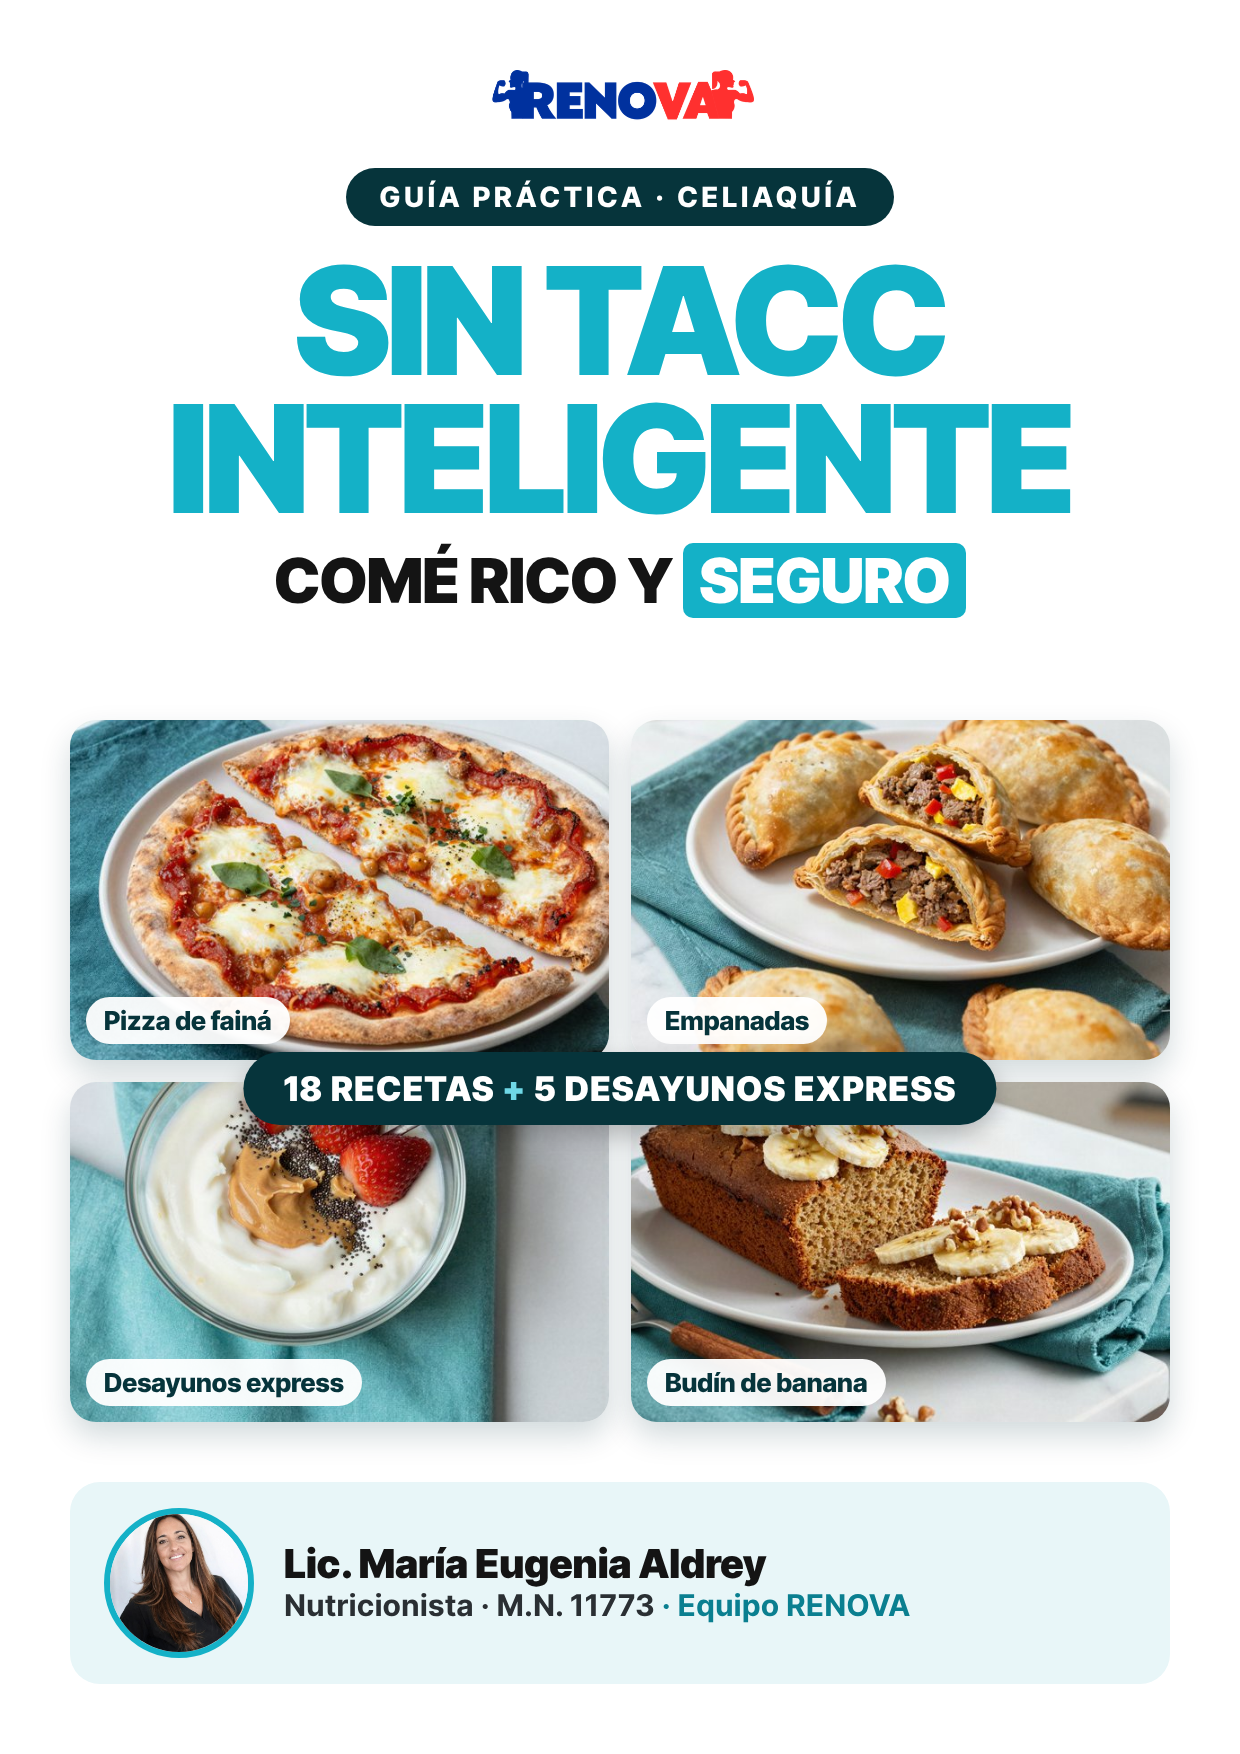 RENOVA
GUÍA PRÁCTICA · CELIAQUÍA
SIN TACC
INTELIGENTE
COMÉ RICO Y SEGURO
Pizza de fainá
Empanadas
18 RECETAS + 5 DESAYUNOS EXPRESS
Desayunos express
Budín de banana
Lic. María Eugenia Aldrey
Nutricionista · M.N. 11773 · Equipo RENOVA